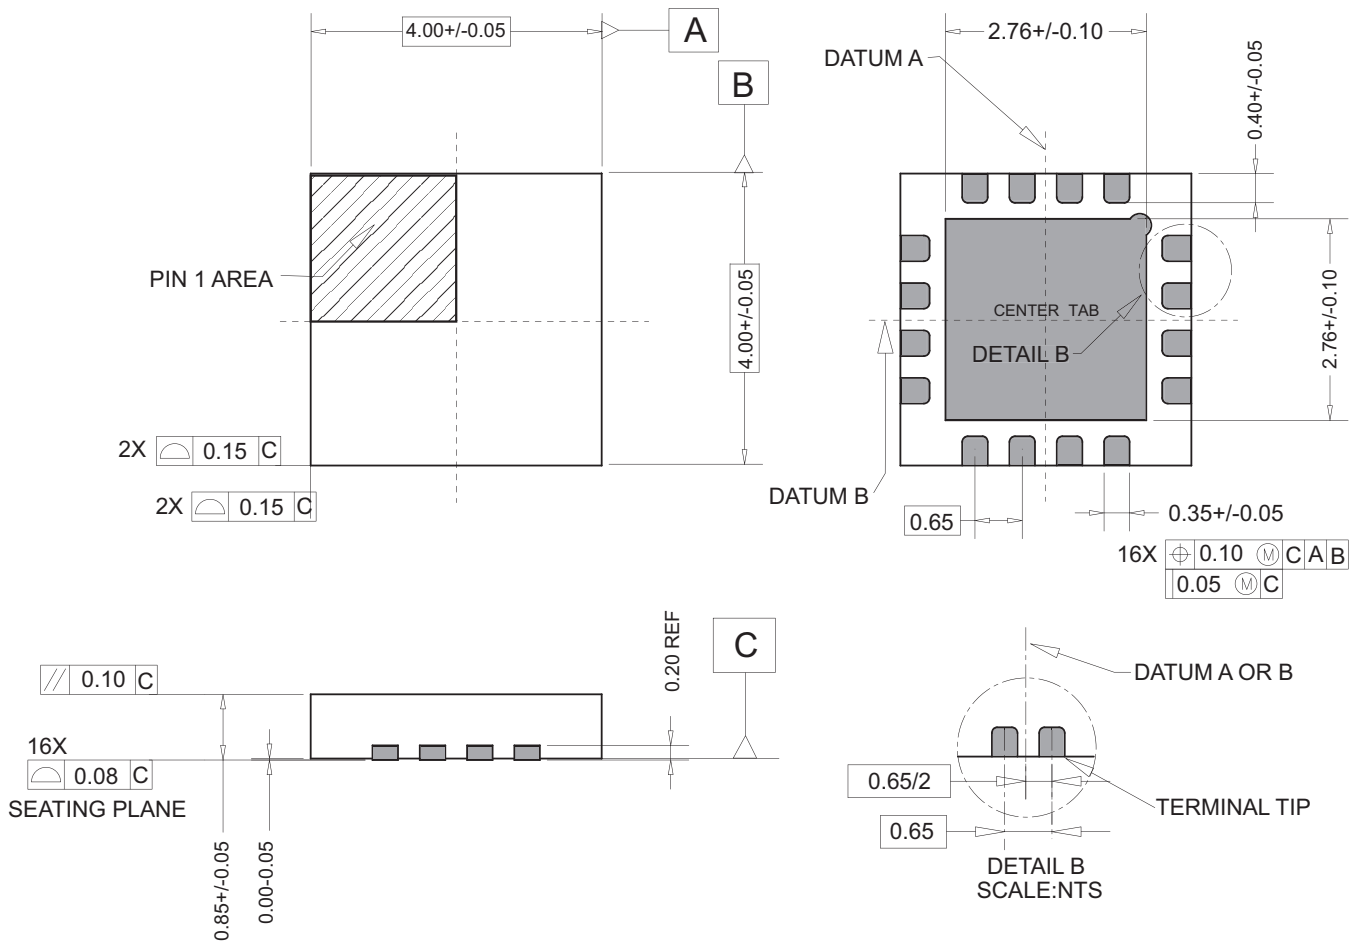 4.00+/-0.05
A
B
PIN 1 AREA
4.00+/-0.05
2X 0.15 C
2X 0.15 C
2.76+/-0.10
DATUM A
0.40+/-0.05
CENTER TAB
DETAIL B
2.76+/-0.10
DATUM B
0.65
0.35+/-0.05
16X ⌖ 0.10 Ⓜ C A B
0.05 Ⓜ C
// 0.10 C
16X
0.08 C
SEATING PLANE
0.85+/-0.05
0.00-0.05
0.20 REF
C
DATUM A OR B
0.65/2
0.65
TERMINAL TIP
DETAIL B
SCALE:NTS